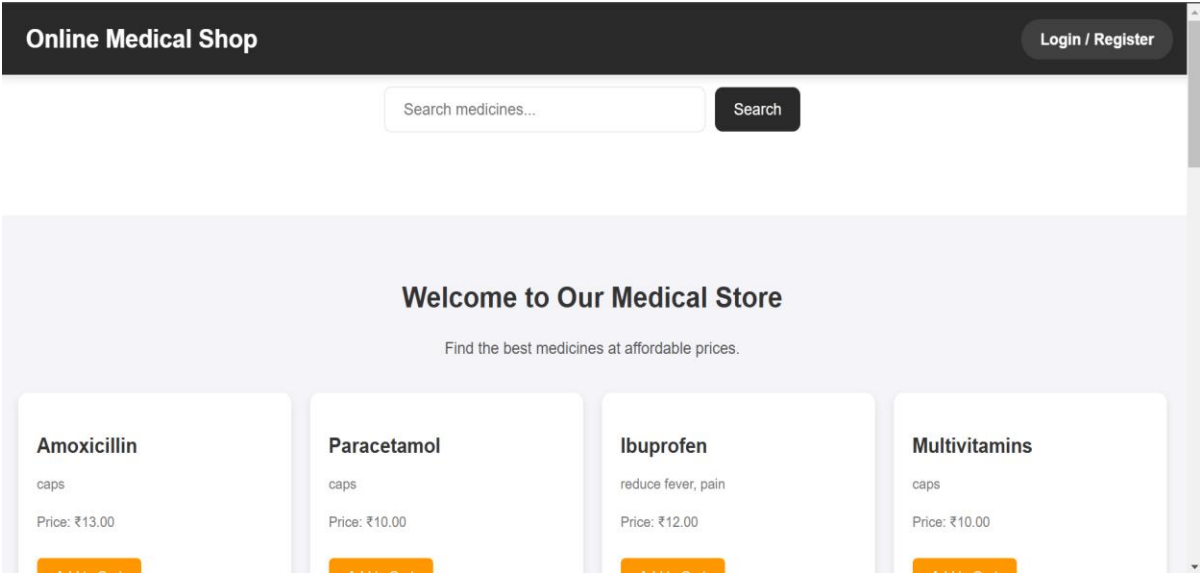 Online Medical Shop
Login / Register
Search medicines...
Search
Welcome to Our Medical Store
Find the best medicines at affordable prices.
Amoxicillin
caps
Price: ₹13.00
Paracetamol
caps
Price: ₹10.00
Ibuprofen
reduce fever, pain
Price: ₹12.00
Multivitamins
caps
Price: ₹10.00